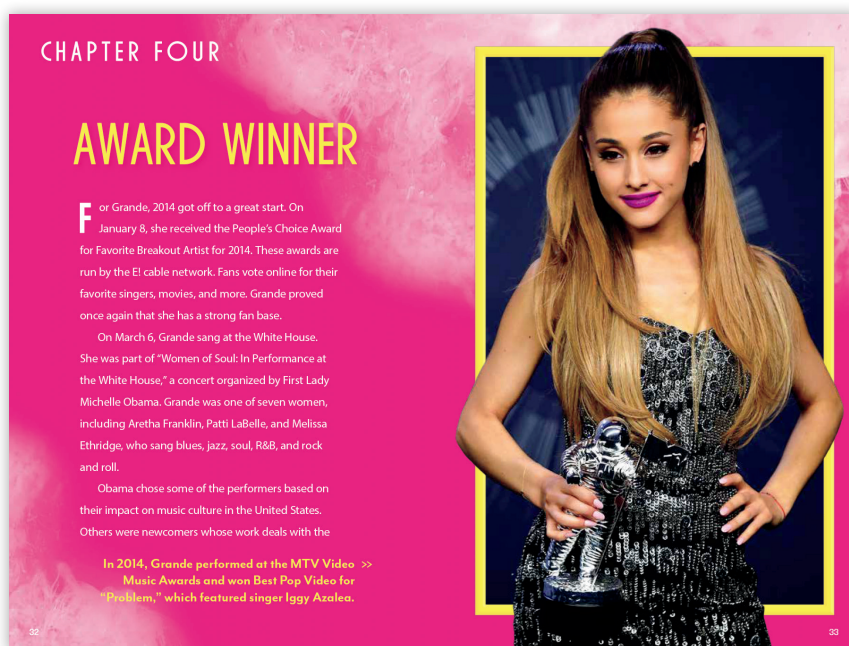 CHAPTER FOUR
AWARD WINNER
For Grande, 2014 got off to a great start. On
January 8, she received the People's Choice Award
for Favorite Breakout Artist for 2014. These awards are
run by the E! cable network. Fans vote online for their
favorite singers, movies, and more. Grande proved
once again that she has a strong fan base.
On March 6, Grande sang at the White House.
She was part of “Women of Soul: In Performance at
the White House,” a concert organized by First Lady
Michelle Obama. Grande was one of seven women,
including Aretha Franklin, Patti LaBelle, and Melissa
Ethridge, who sang blues, jazz, soul, R&B, and rock
and roll.
Obama chose some of the performers based on
their impact on music culture in the United States.
Others were newcomers whose work deals with the
In 2014, Grande performed at the MTV Video >>
Music Awards and won Best Pop Video for
“Problem,” which featured singer Iggy Azalea.
32
33